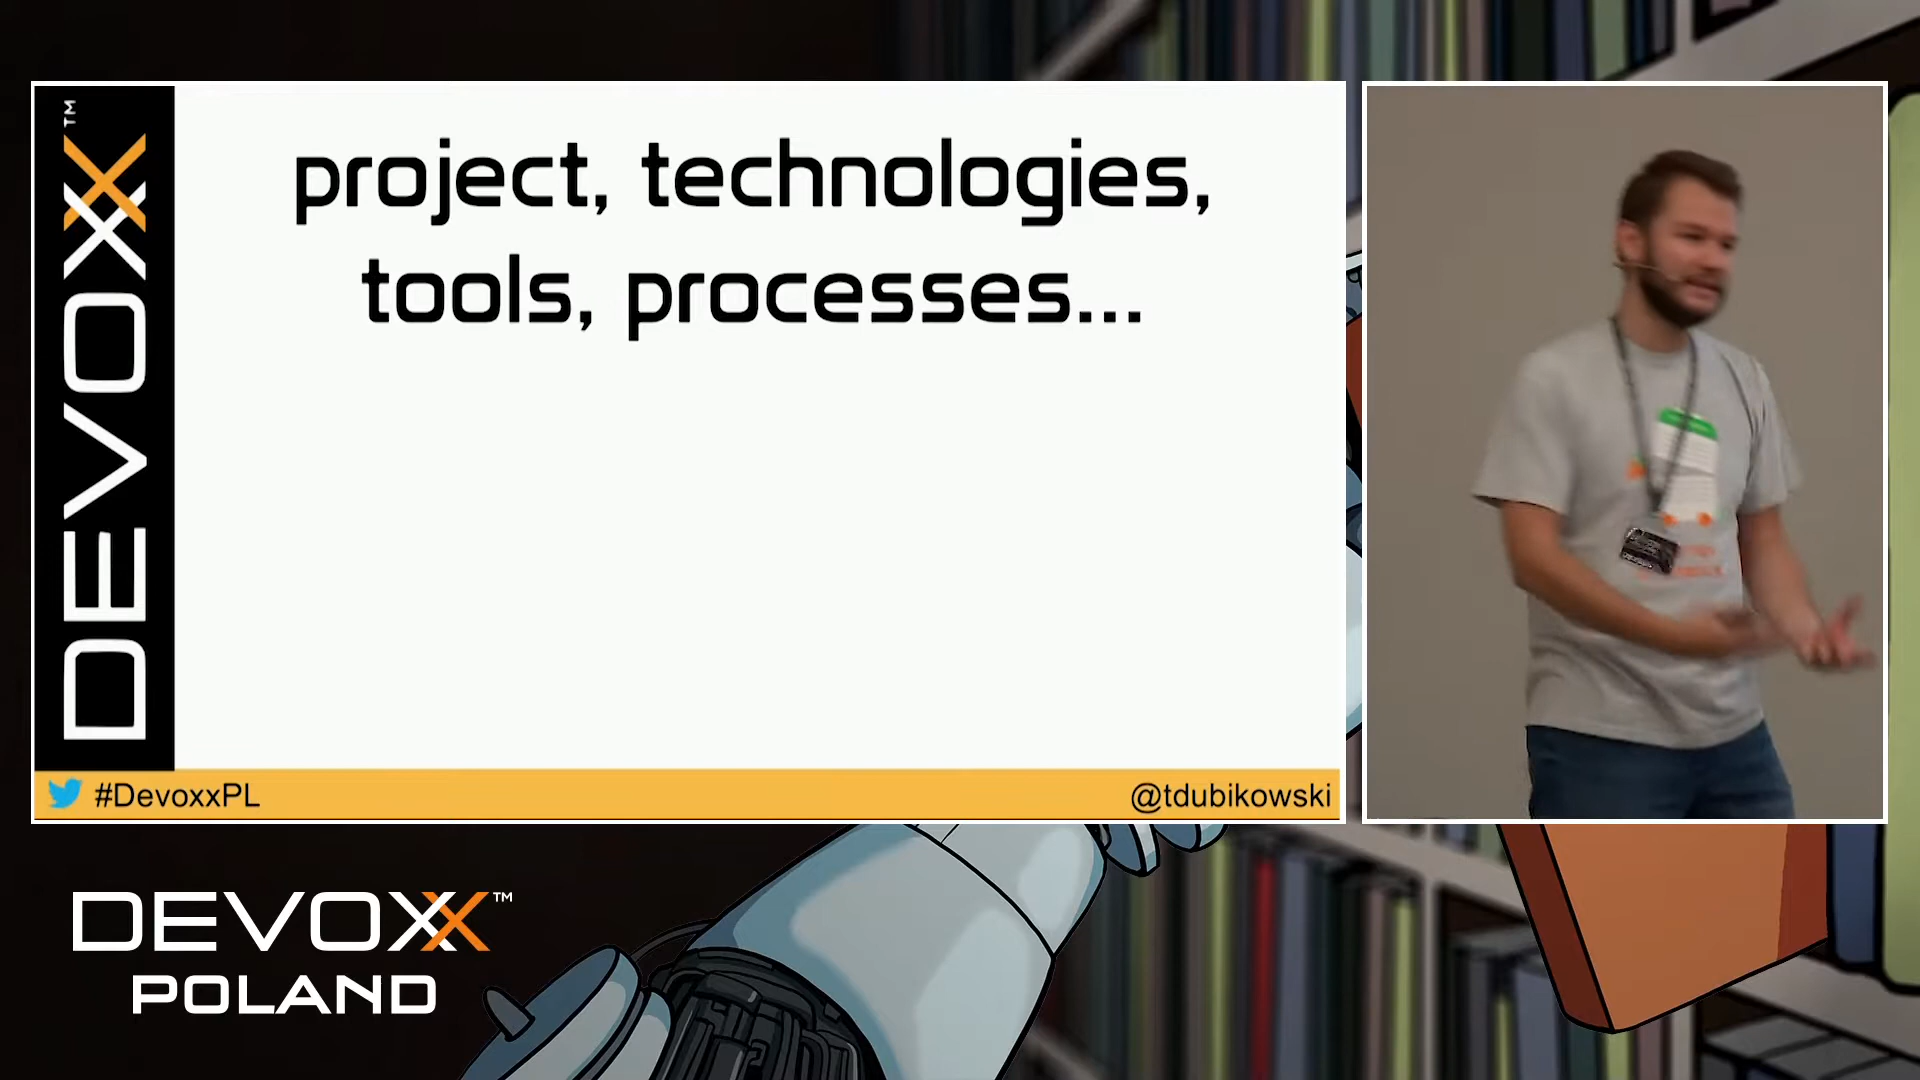 DEVOXX™
project, technologies,
tools, processes...
#DevoxxPL
@tdubikowski
DEVOXX™
POLAND